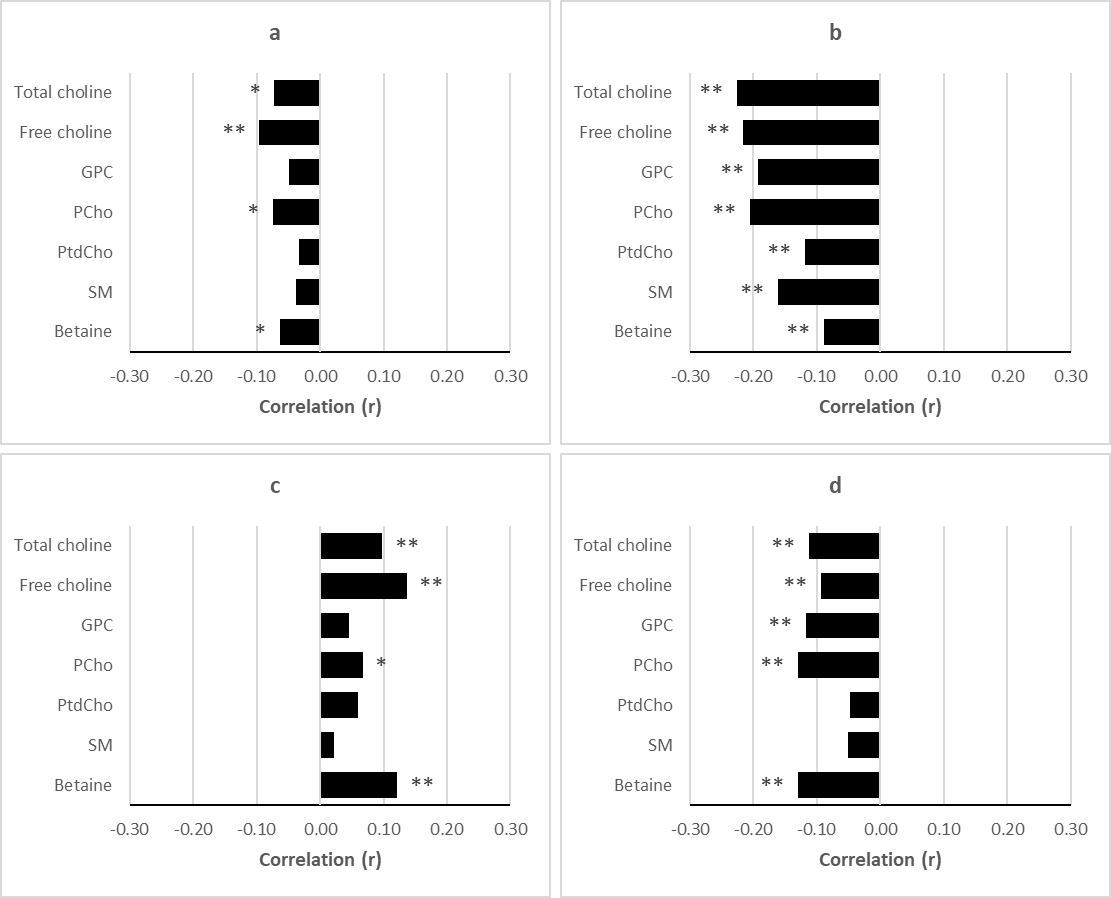 a
Total choline *
Free choline **
GPC
PCho *
PtdCho
SM
Betaine *
-0.30 -0.20 -0.10 0.00 0.10 0.20 0.30
Correlation (r)
b
Total choline **
Free choline **
GPC **
PCho **
PtdCho **
SM **
Betaine **
-0.30 -0.20 -0.10 0.00 0.10 0.20 0.30
Correlation (r)
c
Total choline **
Free choline **
GPC
PCho *
PtdCho
SM
Betaine **
-0.30 -0.20 -0.10 0.00 0.10 0.20 0.30
Correlation (r)
d
Total choline **
Free choline **
GPC **
PCho **
PtdCho
SM
Betaine **
-0.30 -0.20 -0.10 0.00 0.10 0.20 0.30
Correlation (r)